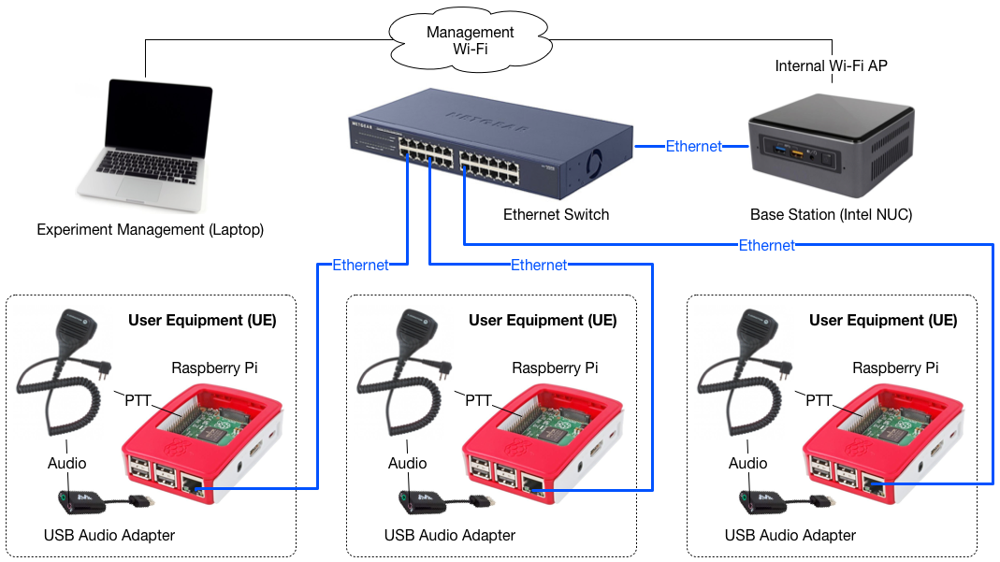 Management
Wi-Fi
Internal Wi-Fi AP
NETGEAR
NETGEAR
Ethernet
Experiment Management (Laptop)
Ethernet Switch
Base Station (Intel NUC)
Ethernet
Ethernet
Ethernet
User Equipment (UE)
Raspberry Pi
PTT
Audio
USB Audio Adapter
User Equipment (UE)
Raspberry Pi
PTT
Audio
USB Audio Adapter
User Equipment (UE)
Raspberry Pi
PTT
Audio
USB Audio Adapter